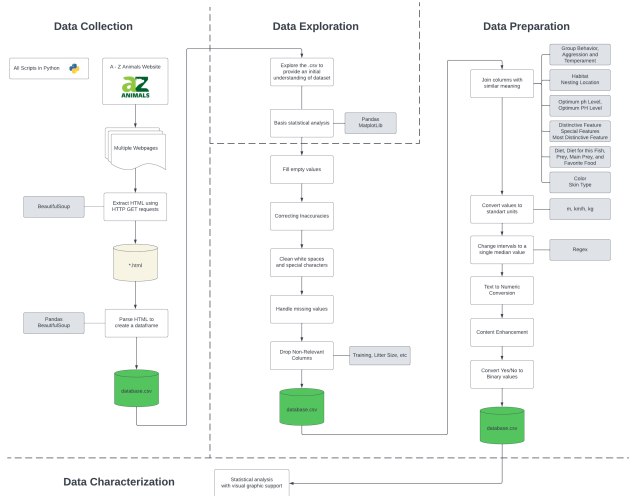 Data Collection
All Scripts in Python
A - Z Animals Website
az
ANIMALS
Multiple Webpages
BeautifulSoup
Extract HTML using
HTTP GET requests
*.html
Pandas
BeautifulSoup
Parse HTML to
create a dataframe
database.csv
Data Exploration
Explore the .csv to
provide an initial
understanding of dataset
Basis statistical analysis
Pandas
MatplotLib
Fill empty values
Correcting Inaccuracies
Clean white spaces
and special characters
Handle missing values
Drop Non-Relevant
Columns
Training, Litter Size, etc
database.csv
Data Preparation
Join columns with
similar meaning
Group Behavior,
Aggression and
Temperament
Habitat
Nesting Location
Optimum ph Level,
Optimum PH Level
Distinctive Feature
Special Features
Most Distinctive Feature
Diet, Diet for this Fish,
Prey, Main Prey, and
Favorite Food
Color
Skin Type
Convert values to
standart units
m, km/h, kg
Change intervals to a
single median value
Regex
Text to Numeric
Conversion
Content Enhancement
Convert Yes/No to
Binary values
database.csv
Data Characterization
Statistical analysis
with visual graphic support